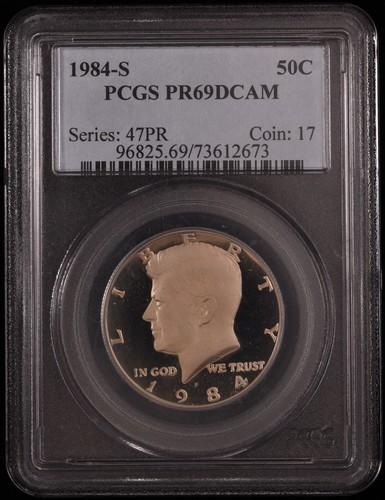 1984-S 50C
PCGS PR69DCAM
Series: 47PR Coin: 17
96825.69/73612673
LIBERTY
IN GOD WE TRUST
1984